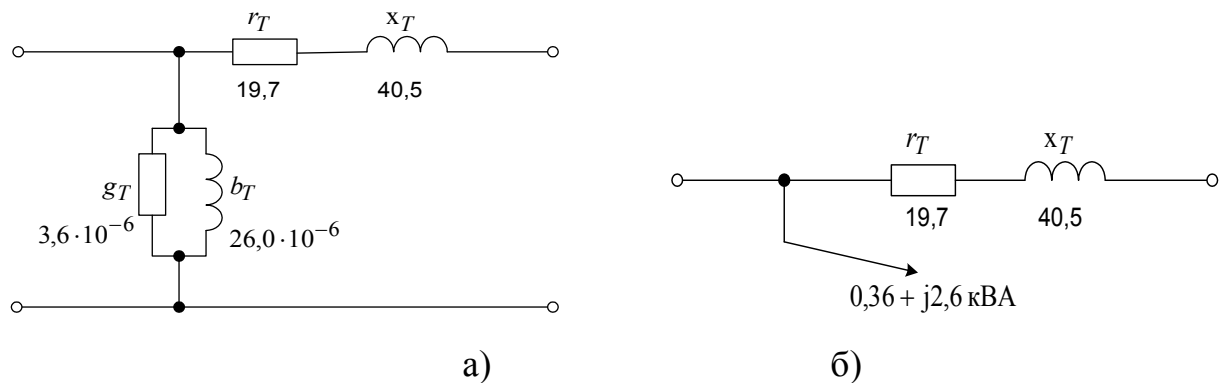 r_T x_T
19,7 40,5
g_T b_T
3,6·10⁻⁶ 26,0·10⁻⁶
а)
r_T x_T
19,7 40,5
0,36 + j2,6 кВА
б)